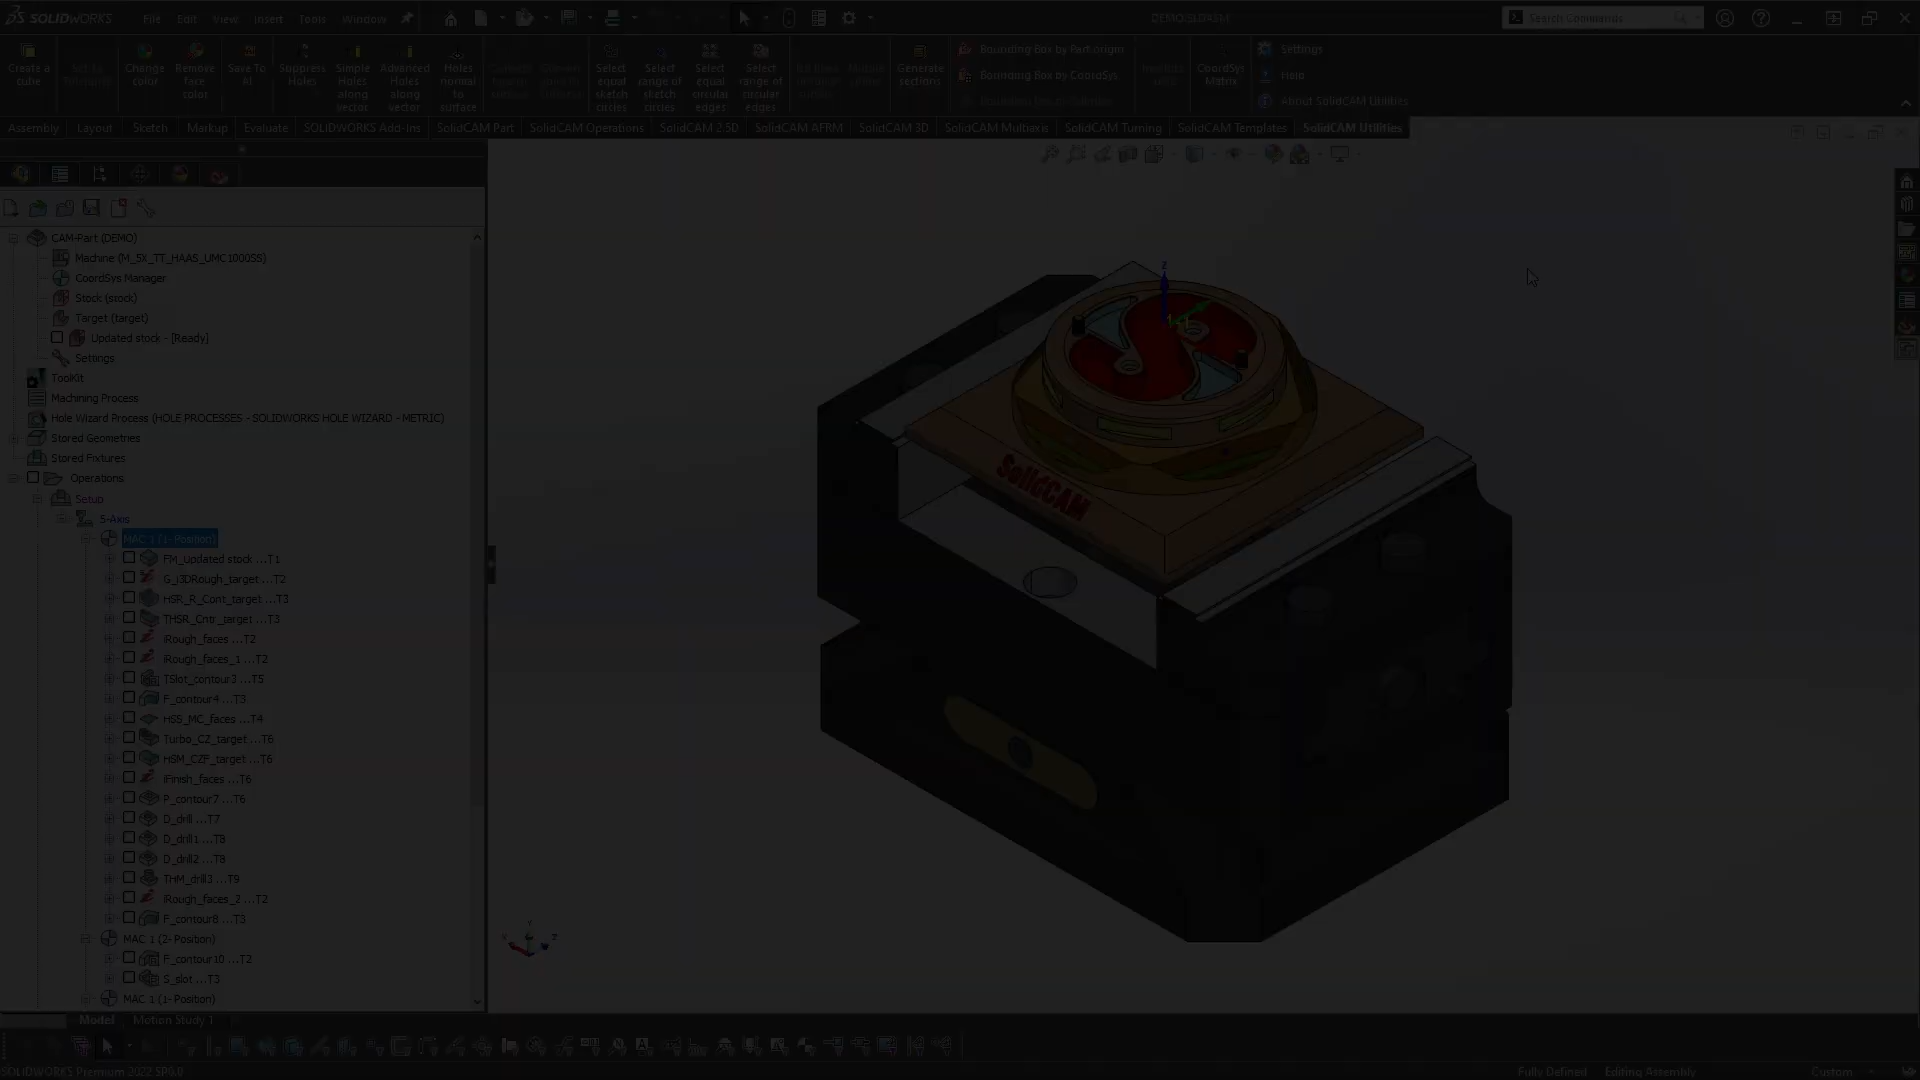 SOLIDWORKS File Edit View Insert Tools Window DEMO.SLDASM Search Commands
Create a cube
Change color
Remove face color
Save To AI
Suppress Holes
Simple Holes along vector
Advanced Holes along vector
Holes normal to surface
Select equal sketch circles
Select range of sketch circles
Select equal circular edges
Select range of circular edges
Generate sections
Bounding Box by Part origin
Bounding Box by CoordSys
CoordSys Matrix
Settings
Help
About SolidCAM Utilities
Assembly Layout Sketch Markup Evaluate SOLIDWORKS Add-Ins SolidCAM Part SolidCAM Operations SolidCAM 2.5D SolidCAM AFRM SolidCAM 3D SolidCAM Multiaxis SolidCAM Turning SolidCAM Templates SolidCAM Utilities
CAM-Part (DEMO)
Machine (M_5X_TT_HAAS_UMC1000SS)
CoordSys Manager
Stock (stock)
Target (target)
Updated stock - [Ready]
Settings
ToolKit
Machining Process
Hole Wizard Process (HOLE PROCESSES - SOLIDWORKS HOLE WIZARD - METRIC)
Stored Geometries
Stored Fixtures
Operations
Setup
5-Axis
MAC 1 (1- Position)
FM_updated stock ...T1
G_i3DRough_target ...T2
HSR_R_Cont_target ...T3
THSR_Cntr_target ...T3
iRough_faces ...T2
iRough_faces_1 ...T2
TSlot_contour3 ...T5
F_contour4 ...T3
HSS_MC_faces ...T4
Turbo_CZ_target ...T6
HSM_CZF_target ...T6
iFinish_faces ...T6
P_contour7 ...T6
D_drill ...T7
D_drill1 ...T8
D_drill2 ...T8
THM_drill3 ...T9
iRough_faces_2 ...T2
F_contour8 ...T3
MAC 1 (2- Position)
F_contour10 ...T2
S_slot ...T3
MAC 1 (1- Position)
SolidCAM
Model Motion Study 1
SOLIDWORKS Premium 2022 SP0.0 Fully Defined Editing Assembly Custom